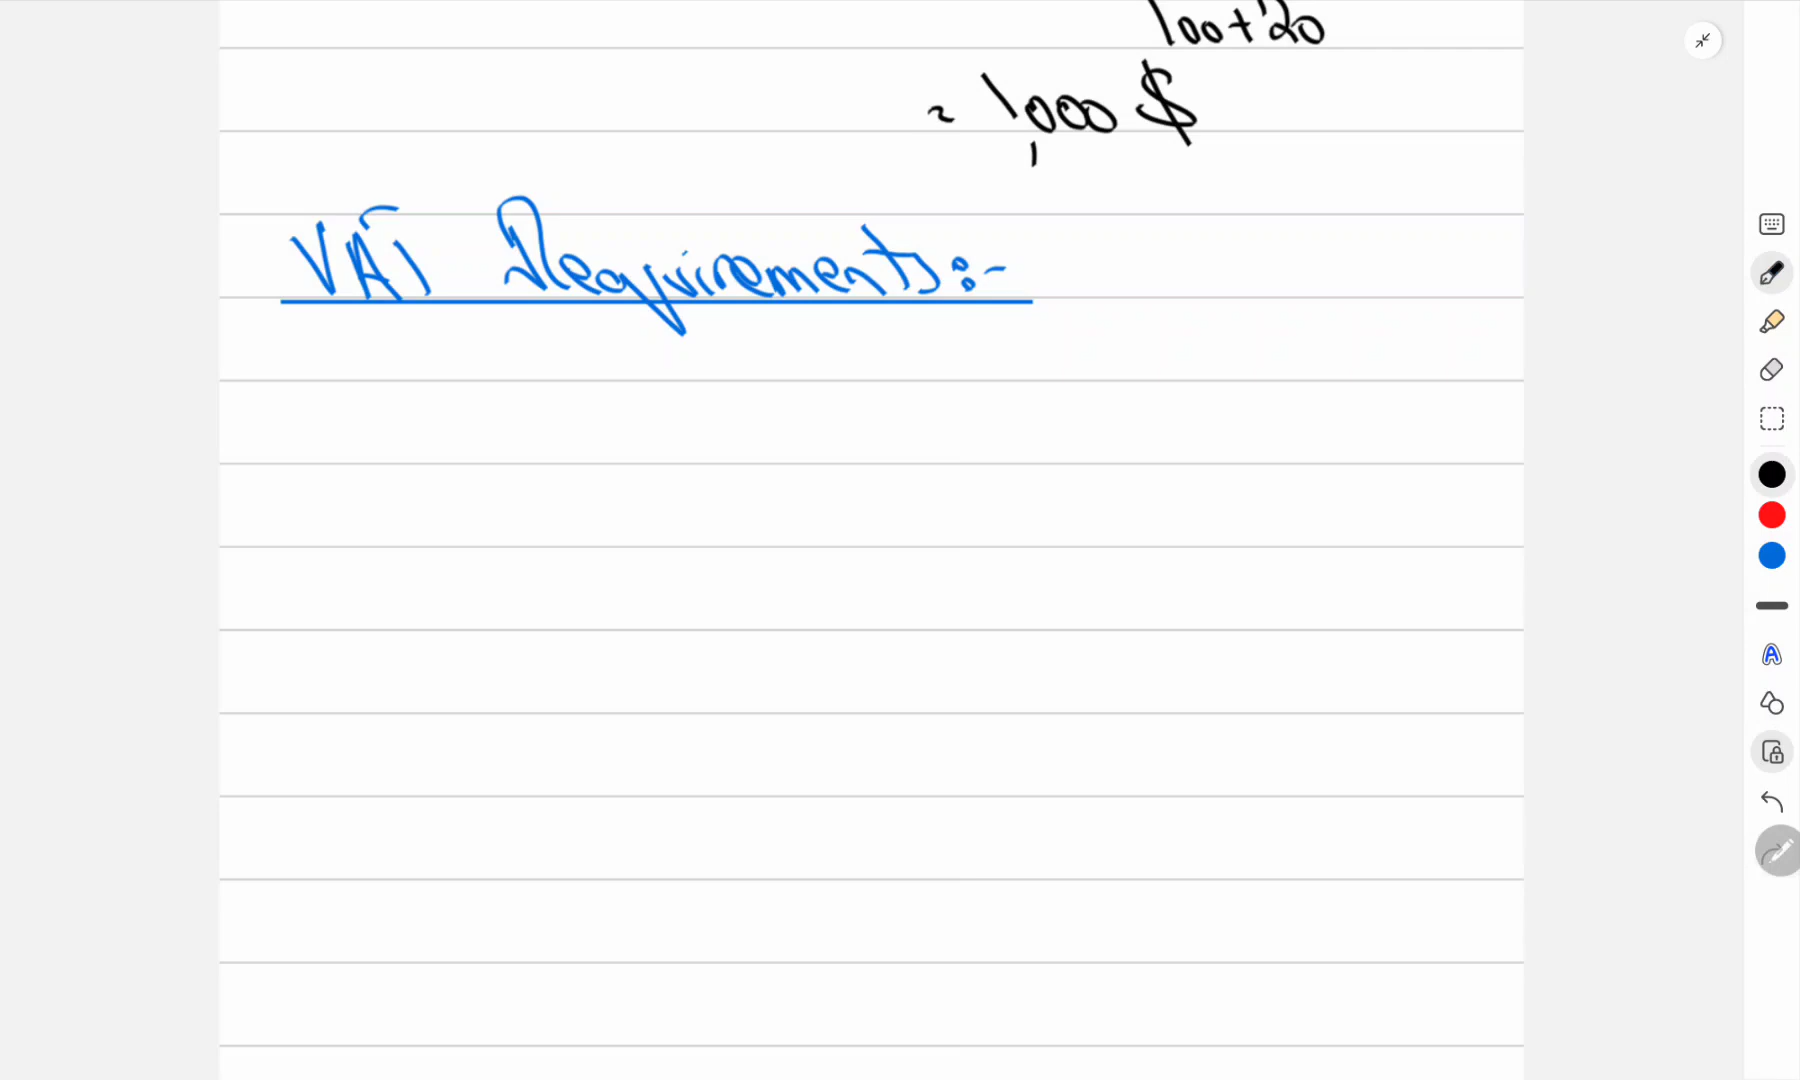 100+20
= 1,000 $
VAT Requirements:-